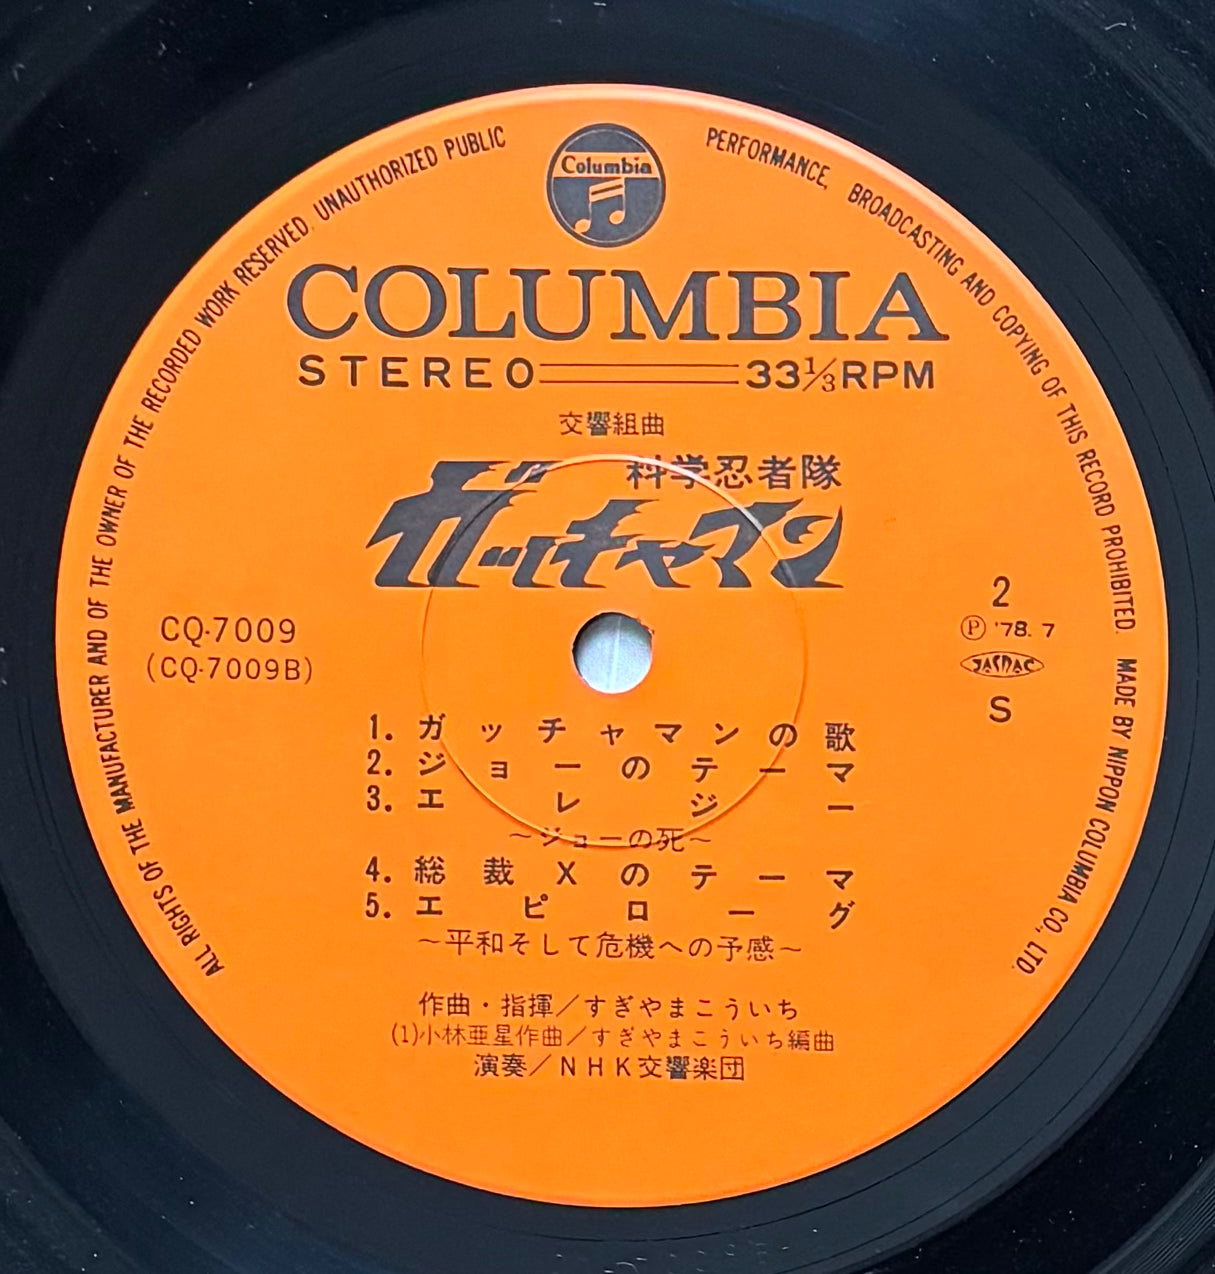 ALL RIGHTS OF THE MANUFACTURER AND OF THE OWNER OF THE RECORDED WORK RESERVED. UNAUTHORIZED PUBLIC PERFORMANCE, BROADCASTING AND COPYING OF THIS RECORD PROHIBITED. MADE BY NIPPON COLUMBIA CO., LTD.
Columbia
COLUMBIA
STEREO 33⅓RPM
交響組曲
科学忍者隊
ガッチャマン
CQ-7009
(CQ-7009B)
2
Ⓟ '78. 7
JASRAC
S
1. ガッチャマンの歌
2. ジョーのテーマ
3. エレジー
～ジョーの死～
4. 総裁Xのテーマ
5. エピローグ
～平和そして危機への予感～
作曲・指揮／すぎやまこういち
(1)小林亜星作曲／すぎやまこういち編曲
演奏／NHK交響楽団